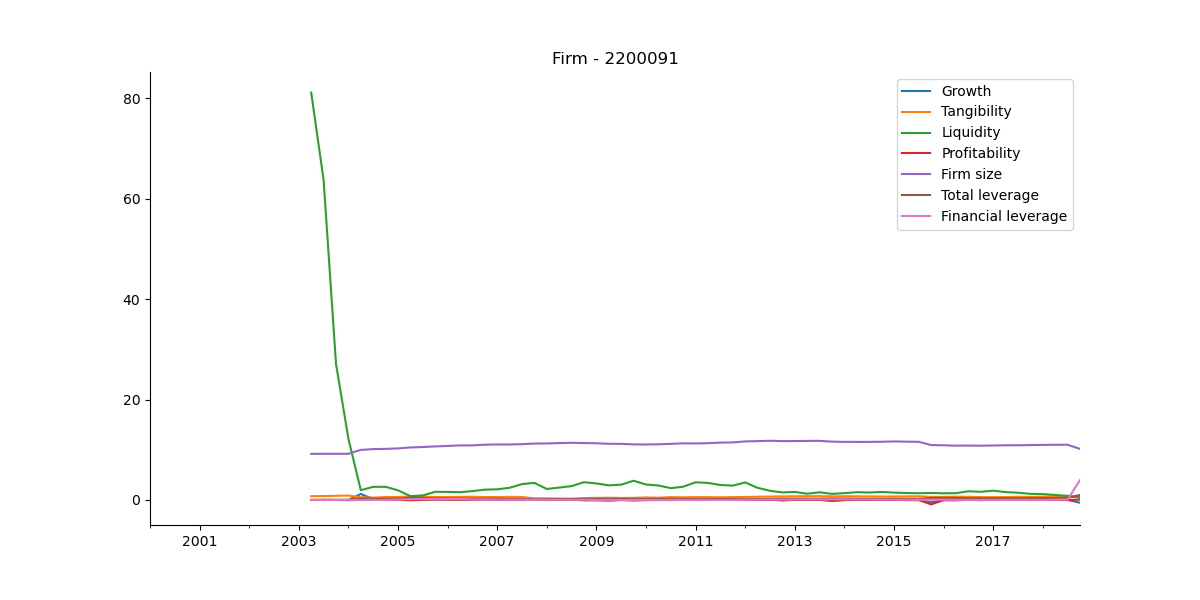 Firm - 2200091
80
60
40
20
0
2001
2003
2005
2007
2009
2011
2013
2015
2017
Growth
Tangibility
Liquidity
Profitability
Firm size
Total leverage
Financial leverage